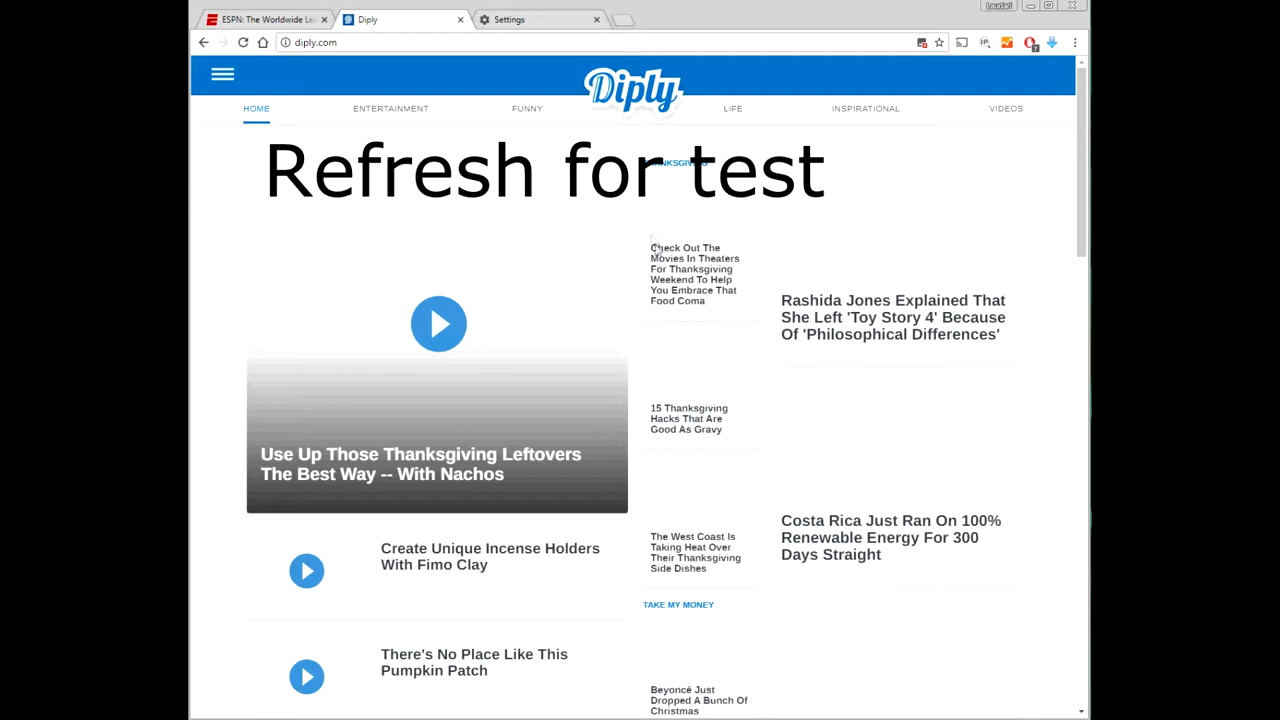 Laudari
ESPN: The Worldwide Lea
Diply
Settings
diply.com
Diply
HOME
ENTERTAINMENT
FUNNY
LIFE
INSPIRATIONAL
VIDEOS
Refresh for test
Check Out The
Movies In Theaters
For Thanksgiving
Weekend To Help
You Embrace That
Food Coma
Rashida Jones Explained That
She Left 'Toy Story 4' Because
Of 'Philosophical Differences'
15 Thanksgiving
Hacks That Are
Good As Gravy
Use Up Those Thanksgiving Leftovers
The Best Way -- With Nachos
The West Coast Is
Taking Heat Over
Their Thanksgiving
Side Dishes
Costa Rica Just Ran On 100%
Renewable Energy For 300
Days Straight
Create Unique Incense Holders
With Fimo Clay
TAKE MY MONEY
There's No Place Like This
Pumpkin Patch
Beyoncé Just
Dropped A Bunch Of
Christmas